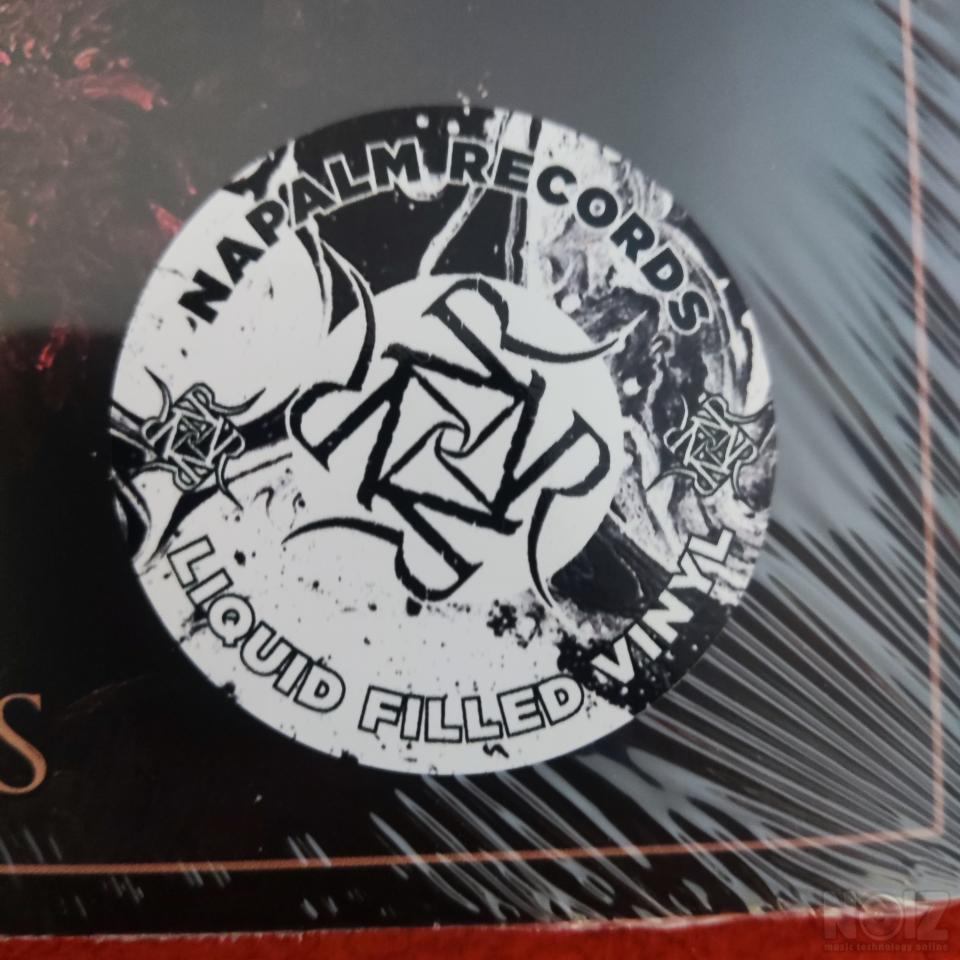 NAPALM RECORDS
LIQUID FILLED VINYL
S
NOIZ
music technology online